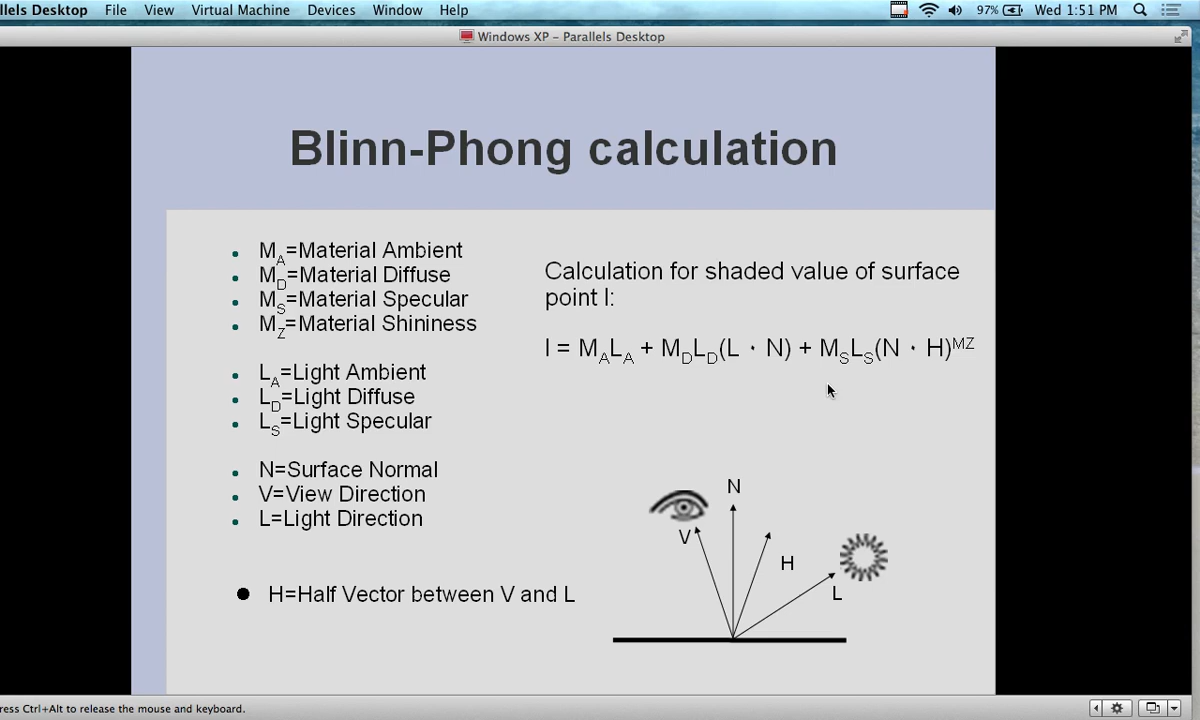 llels Desktop File View Virtual Machine Devices Window Help 97% Wed 1:51 PM
Windows XP – Parallels Desktop
Blinn-Phong calculation
• M_A=Material Ambient
• M_D=Material Diffuse
• M_S=Material Specular
• M_Z=Material Shininess
• L_A=Light Ambient
• L_D=Light Diffuse
• L_S=Light Specular
• N=Surface Normal
• V=View Direction
• L=Light Direction
● H=Half Vector between V and L
Calculation for shaded value of surface
point I:
I = M_AL_A + M_DL_D(L · N) + M_SL_S(N · H)^MZ
N
V
H
L
ress Ctrl+Alt to release the mouse and keyboard.